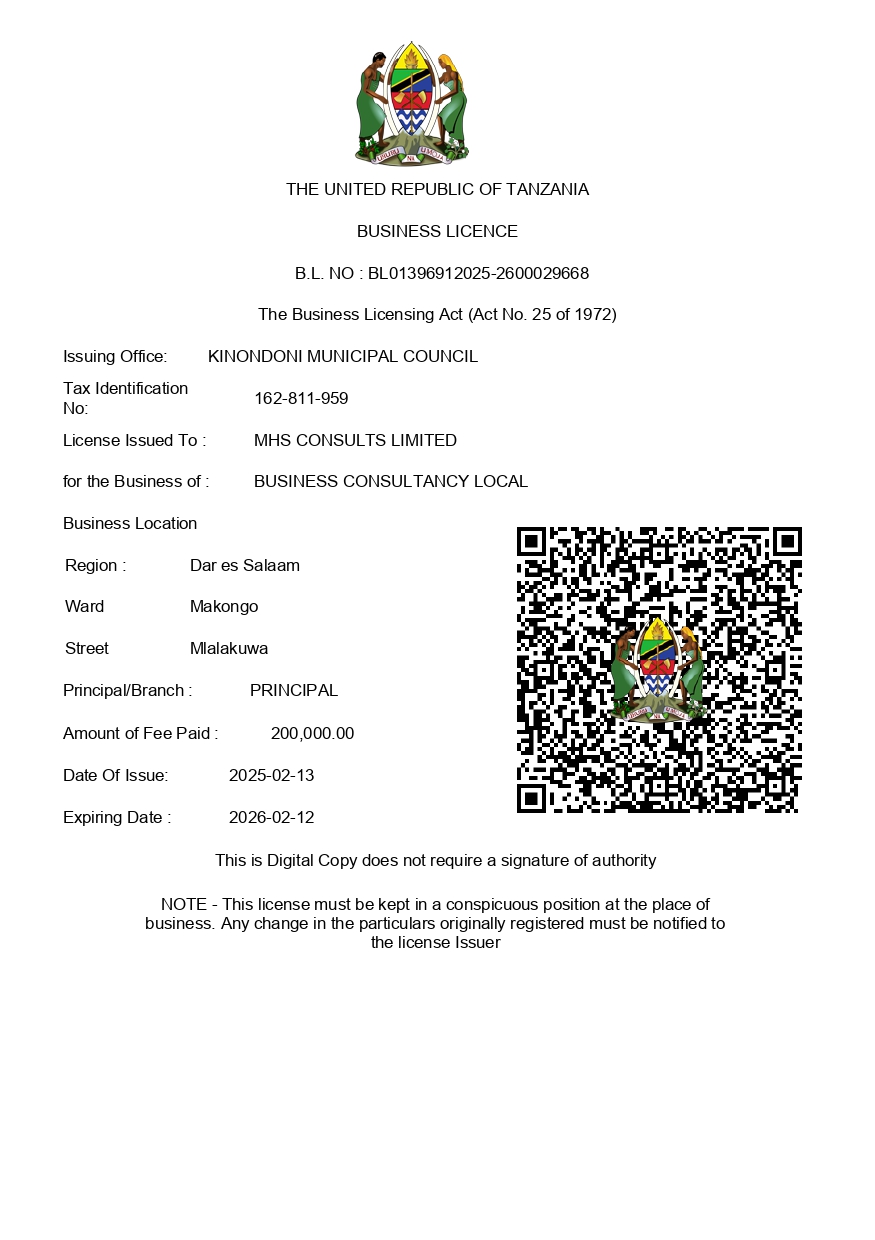 THE UNITED REPUBLIC OF TANZANIA
BUSINESS LICENCE
B.L. NO : BL01396912025-2600029668
The Business Licensing Act (Act No. 25 of 1972)
Issuing Office: KINONDONI MUNICIPAL COUNCIL
Tax Identification
No: 162-811-959
License Issued To : MHS CONSULTS LIMITED
for the Business of : BUSINESS CONSULTANCY LOCAL
Business Location
Region : Dar es Salaam
Ward Makongo
Street Mlalakuwa
Principal/Branch : PRINCIPAL
Amount of Fee Paid : 200,000.00
Date Of Issue: 2025-02-13
Expiring Date : 2026-02-12
This is Digital Copy does not require a signature of authority
NOTE - This license must be kept in a conspicuous position at the place of
business. Any change in the particulars originally registered must be notified to
the license Issuer